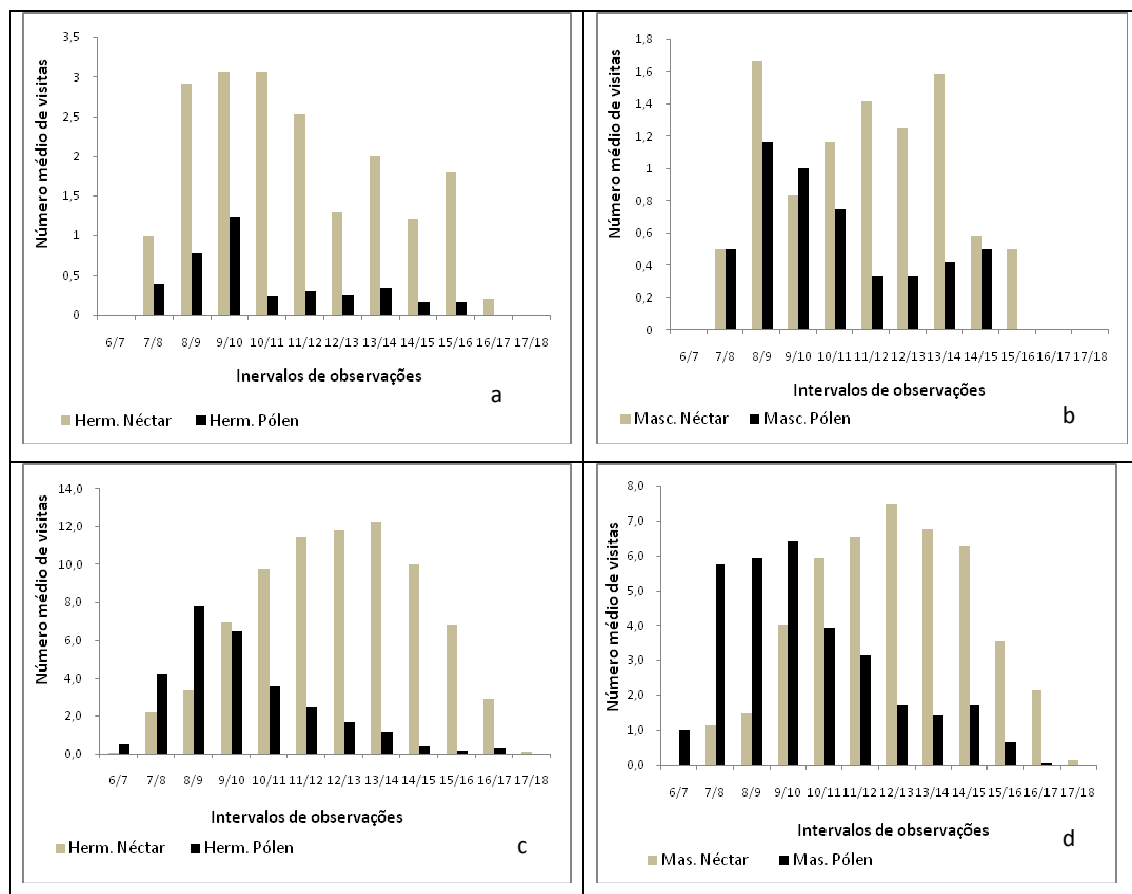 3,5
3
2,5
2
1,5
1
0,5
0
Número médio de visitas
6/7 7/8 8/9 9/10 10/11 11/12 12/13 13/14 14/15 15/16 16/17 17/18
Inervalos de observações
a
Herm. Néctar Herm. Pólen
1,8
1,6
1,4
1,2
1
0,8
0,6
0,4
0,2
0
Número médio de visitas
6/7 7/8 8/9 9/10 10/11 11/12 12/13 13/14 14/15 15/16 16/17 17/18
Intervalos de observações
b
Masc. Néctar Masc. Pólen
14,0
12,0
10,0
8,0
6,0
4,0
2,0
0,0
Número médio de visitas
6/7 7/8 8/9 9/10 10/11 11/12 12/13 13/14 14/15 15/16 16/17 17/18
Intervalos de observações
c
Herm. Néctar Herm. Pólen
8,0
7,0
6,0
5,0
4,0
3,0
2,0
1,0
0,0
Número médio de visitas
6/7 7/8 8/9 9/10 10/11 11/12 12/13 13/14 14/15 15/16 16/17 17/18
Intervalos de observações
d
Mas. Néctar Mas. Pólen